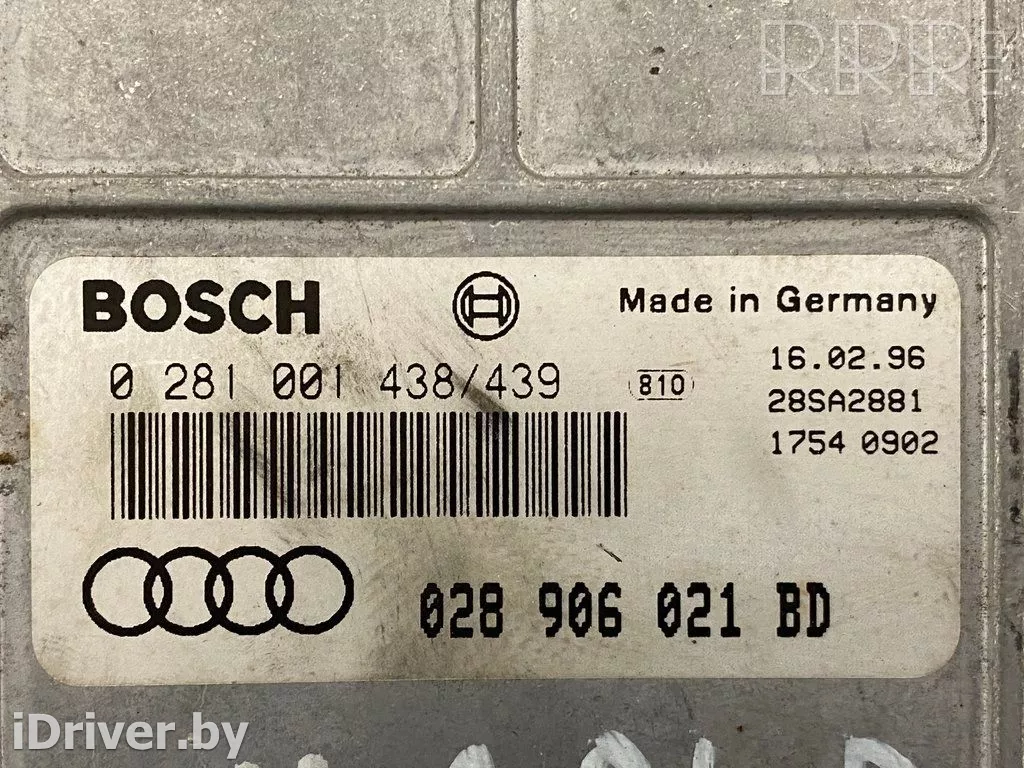 RRR
BOSCH
Made in Germany
0 281 001 438/439
810
16.02.96
28SA2881
1754 0902
028 906 021 BD
iDriver.by